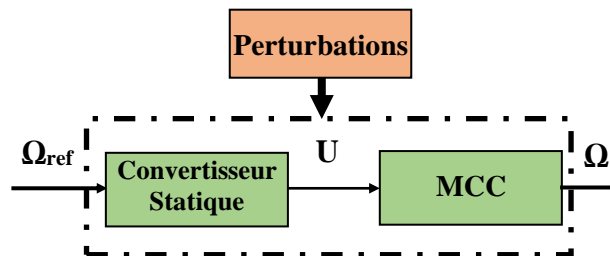 Perturbations
Ωref
U
Ω
Convertisseur
Statique
MCC